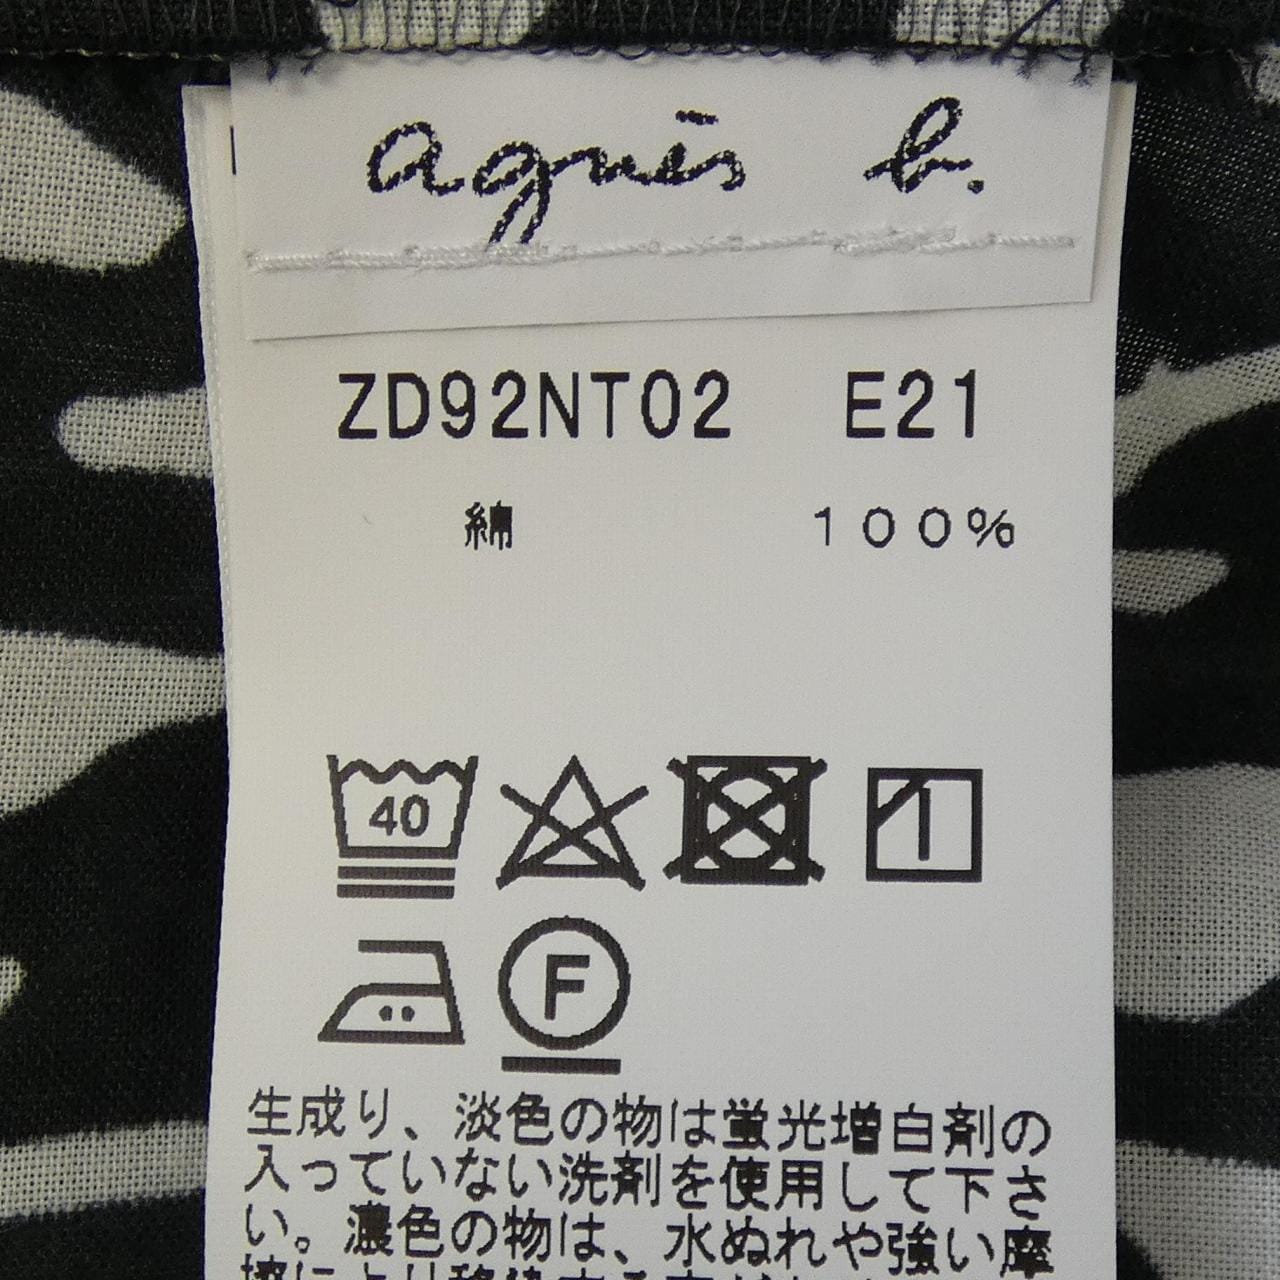 agnès b.
ZD92NT02 E21
綿 100%
40
F
生成り、淡色の物は蛍光増白剤の
入っていない洗剤を使用して下さ
い。濃色の物は、水ぬれや強い摩